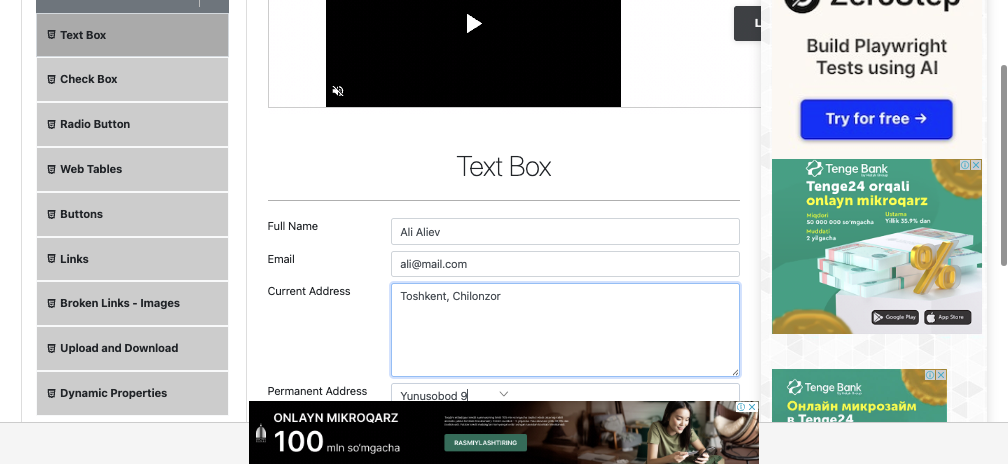 Text Box
Check Box
Radio Button
Web Tables
Buttons
Links
Broken Links - Images
Upload and Download
Dynamic Properties
L
Text Box
Full Name
Ali Aliev
Email
ali@mail.com
Current Address
Toshkent, Chilonzor
Permanent Address
Yunusobod 9
ONLAYN MIKROQARZ
100 mln so'mgacha
RASMIYLASHTIRING
ZeroStep
Build Playwright
Tests using AI
Try for free →
Tenge Bank
Tenge24 orqali
onlayn mikroqarz
Miqdori
50 000 000 so'mgacha
Ustama
Yillik 35.9% dan
Muddati
2 yilgacha
%
Google Play
App Store
Tenge Bank
Онлайн микрозайм
в Tenge24